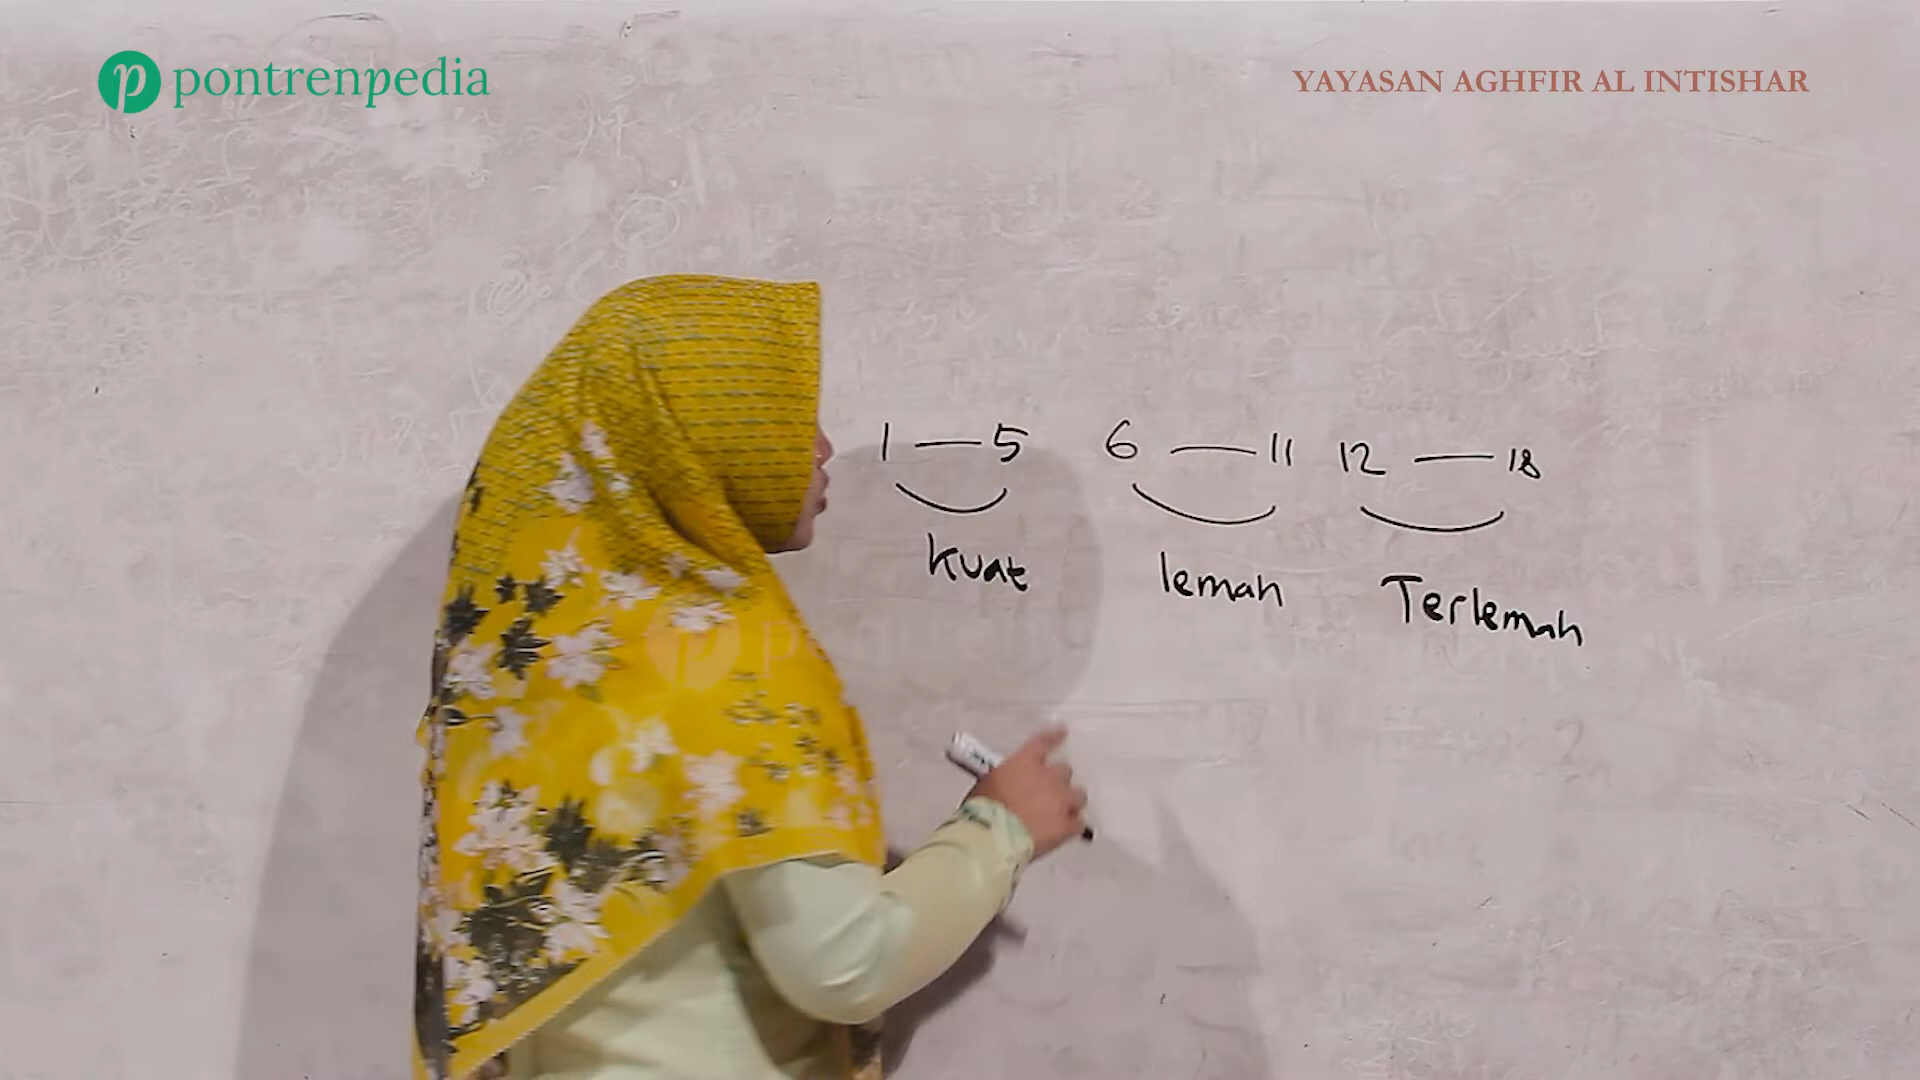 pontrenpedia
YAYASAN AGHFIR AL INTISHAR
1 — 5 6 — 11 12 — 18
kuat lemah Terlemah